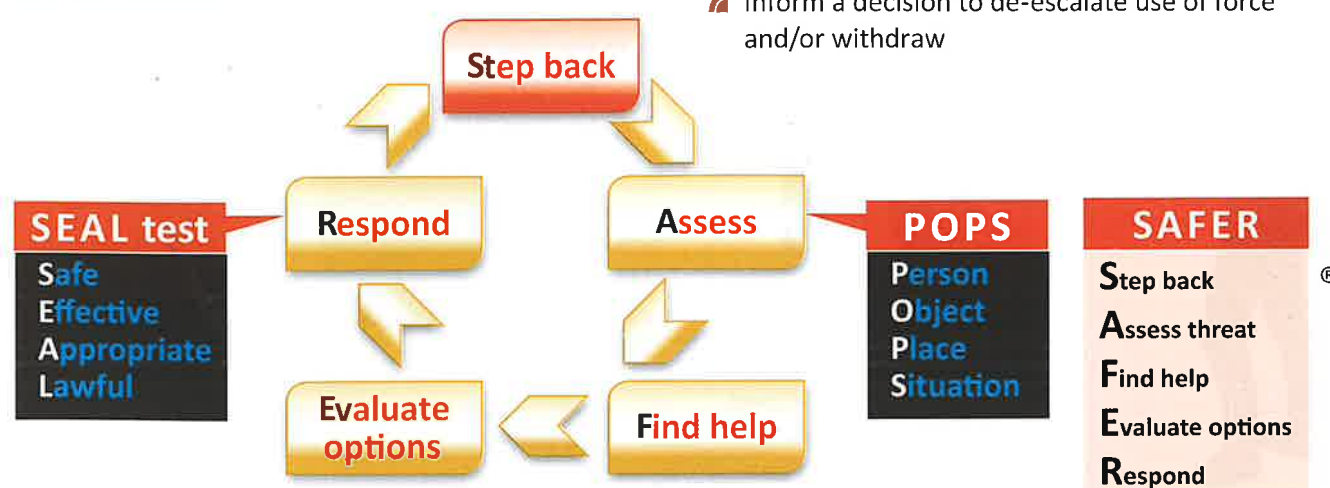 Inform a decision to de-escalate use of force
and/or withdraw
Step back
Respond
Assess
Evaluate
options
Find help
SEAL test
Safe
Effective
Appropriate
Lawful
POPS
Person
Object
Place
Situation
SAFER
Step back
®
Assess threat
Find help
Evaluate options
Respond